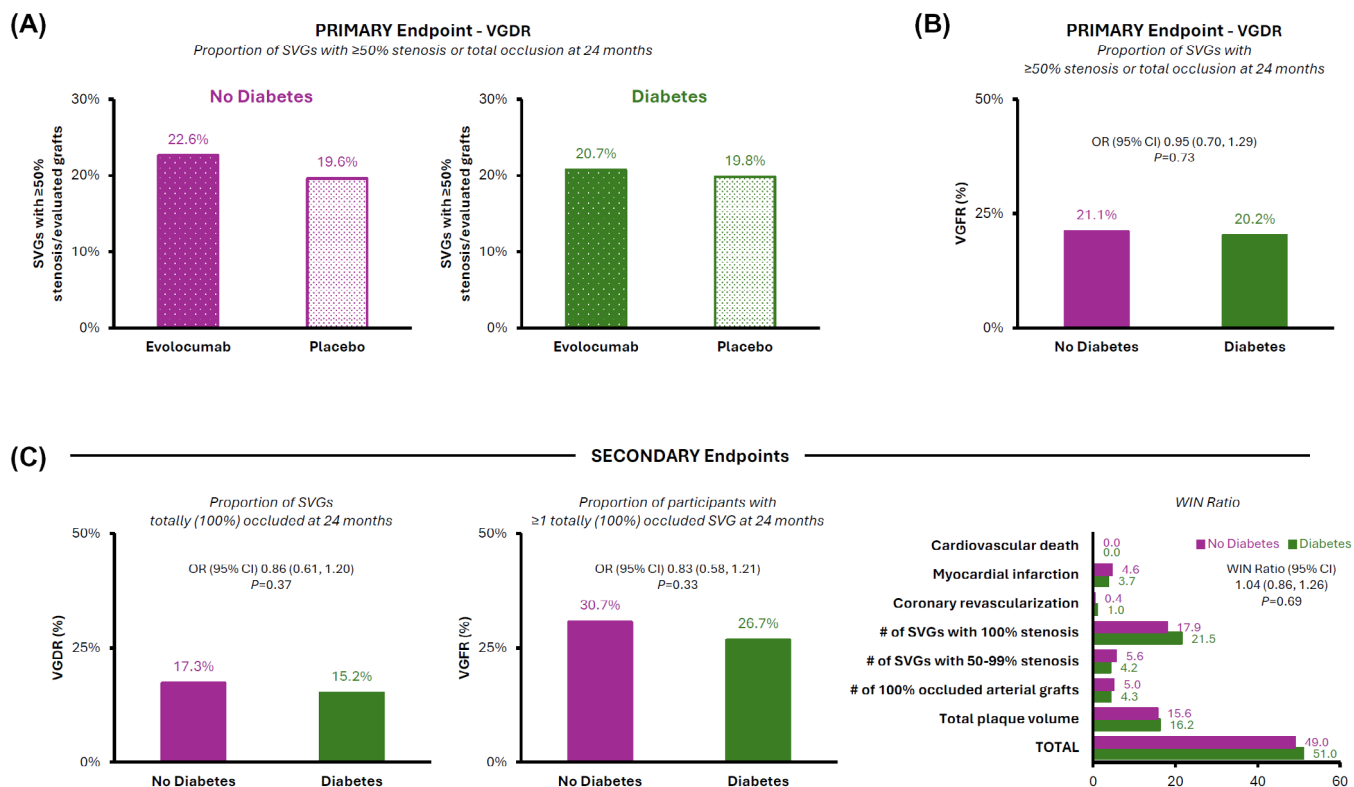 (A)
PRIMARY Endpoint - VGDR
Proportion of SVGs with ≥50% stenosis or total occlusion at 24 months
No Diabetes
SVGs with ≥50%
stenosis/evaluated grafts
30%
20%
10%
0%
22.6%
19.6%
Evolocumab
Placebo
Diabetes
SVGs with ≥50%
stenosis/evaluated grafts
30%
20%
10%
0%
20.7%
19.8%
Evolocumab
Placebo
(B)
PRIMARY Endpoint - VGDR
Proportion of SVGs with
≥50% stenosis or total occlusion at 24 months
VGFR (%)
50%
25%
0%
OR (95% CI) 0.95 (0.70, 1.29)
P=0.73
21.1%
20.2%
No Diabetes
Diabetes
(C)
SECONDARY Endpoints
Proportion of SVGs
totally (100%) occluded at 24 months
VGDR (%)
50%
25%
0%
OR (95% CI) 0.86 (0.61, 1.20)
P=0.37
17.3%
15.2%
No Diabetes
Diabetes
Proportion of participants with
≥1 totally (100%) occluded SVG at 24 months
VGFR (%)
50%
25%
0%
OR (95% CI) 0.83 (0.58, 1.21)
P=0.33
30.7%
26.7%
No Diabetes
Diabetes
WIN Ratio
No Diabetes Diabetes
WIN Ratio (95% CI)
1.04 (0.86, 1.26)
P=0.69
Cardiovascular death
0.0
0.0
Myocardial infarction
4.6
3.7
Coronary revascularization
0.4
1.0
# of SVGs with 100% stenosis
17.9
21.5
# of SVGs with 50-99% stenosis
5.6
4.2
# of 100% occluded arterial grafts
5.0
4.3
Total plaque volume
15.6
16.2
TOTAL
49.0
51.0
0 20 40 60